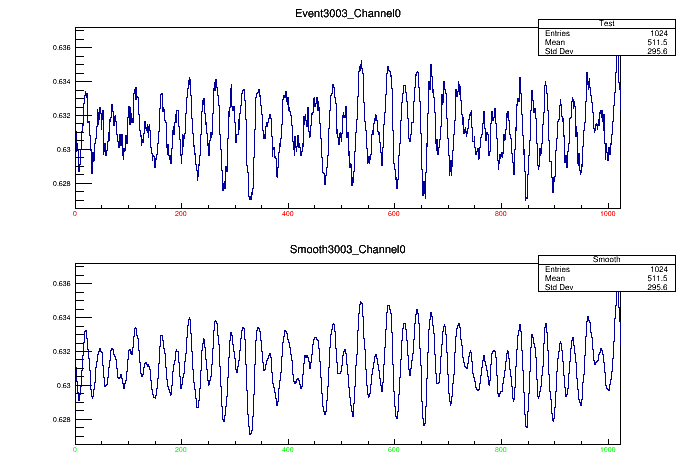 Event3003_Channel0
Test
Entries 1024
Mean 511.5
Std Dev 295.6
0.636
0.634
0.632
0.63
0.628
0 200 400 600 800 1000
Smooth3003_Channel0
Smooth
Entries 1024
Mean 511.5
Std Dev 295.6
0.636
0.634
0.632
0.63
0.628
0 200 400 600 800 1000